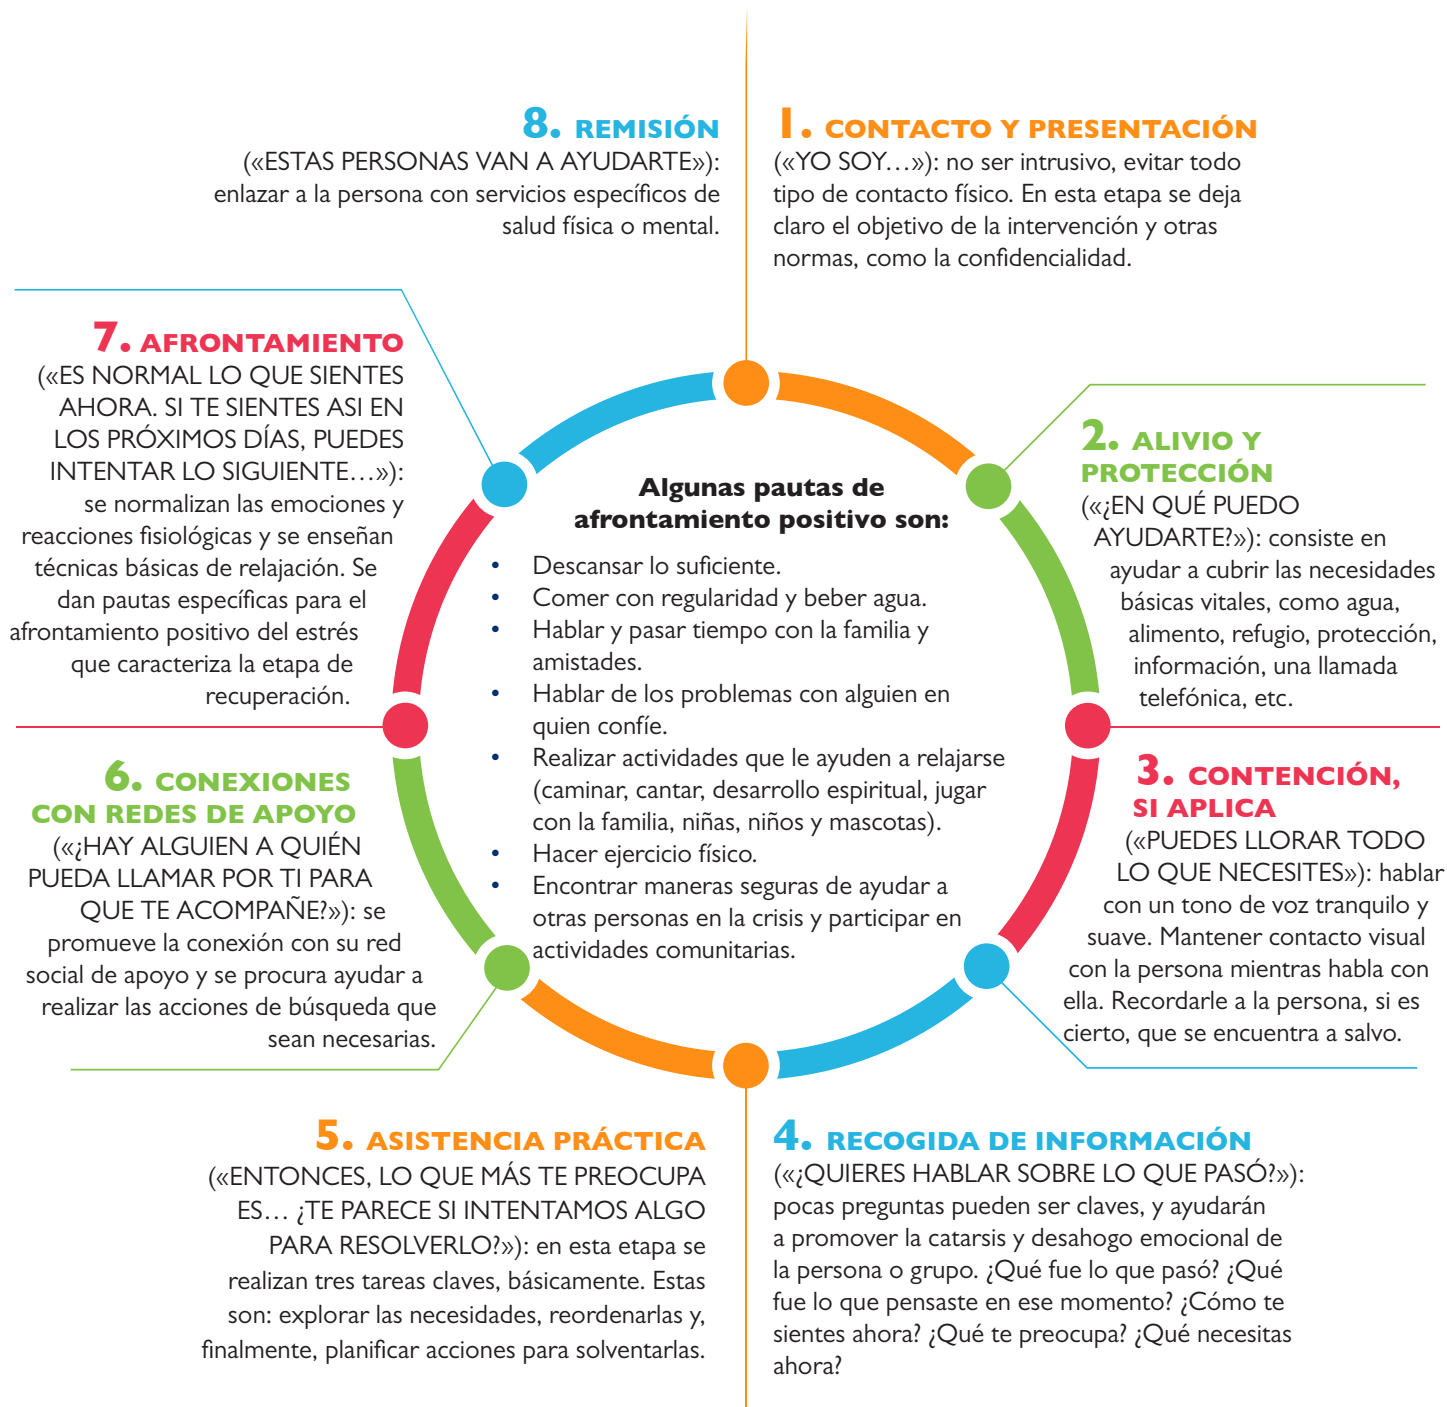 1. CONTACTO Y PRESENTACIÓN
(«YO SOY…»): no ser intrusivo, evitar todo
tipo de contacto físico. En esta etapa se deja
claro el objetivo de la intervención y otras
normas, como la confidencialidad.
2. ALIVIO Y
PROTECCIÓN
(«¿EN QUÉ PUEDO
AYUDARTE?»): consiste en
ayudar a cubrir las necesidades
básicas vitales, como agua,
alimento, refugio, protección,
información, una llamada
telefónica, etc.
3. CONTENCIÓN,
SI APLICA
(«PUEDES LLORAR TODO
LO QUE NECESITES»): hablar
con un tono de voz tranquilo y
suave. Mantener contacto visual
con la persona mientras habla con
ella. Recordarle a la persona, si es
cierto, que se encuentra a salvo.
4. RECOGIDA DE INFORMACIÓN
(«¿QUIERES HABLAR SOBRE LO QUE PASÓ?»):
pocas preguntas pueden ser claves, y ayudarán
a promover la catarsis y desahogo emocional de
la persona o grupo. ¿Qué fue lo que pasó? ¿Qué
fue lo que pensaste en ese momento? ¿Cómo te
sientes ahora? ¿Qué te preocupa? ¿Qué necesitas
ahora?
5. ASISTENCIA PRÁCTICA
(«ENTONCES, LO QUE MÁS TE PREOCUPA
ES… ¿TE PARECE SI INTENTAMOS ALGO
PARA RESOLVERLO?»): en esta etapa se
realizan tres tareas claves, básicamente. Estas
son: explorar las necesidades, reordenarlas y,
finalmente, planificar acciones para solventarlas.
6. CONEXIONES
CON REDES DE APOYO
(«¿HAY ALGUIEN A QUIÉN
PUEDA LLAMAR POR TI PARA
QUE TE ACOMPAÑE?»): se
promueve la conexión con su red
social de apoyo y se procura ayudar a
realizar las acciones de búsqueda que
sean necesarias.
7. AFRONTAMIENTO
(«ES NORMAL LO QUE SIENTES
AHORA. SI TE SIENTES ASI EN
LOS PRÓXIMOS DÍAS, PUEDES
INTENTAR LO SIGUIENTE…»):
se normalizan las emociones y
reacciones fisiológicas y se enseñan
técnicas básicas de relajación. Se
dan pautas específicas para el
afrontamiento positivo del estrés
que caracteriza la etapa de
recuperación.
8. REMISIÓN
(«ESTAS PERSONAS VAN A AYUDARTE»):
enlazar a la persona con servicios específicos de
salud física o mental.
Algunas pautas de
afrontamiento positivo son:
• Descansar lo suficiente.
• Comer con regularidad y beber agua.
• Hablar y pasar tiempo con la familia y
amistades.
• Hablar de los problemas con alguien en
quien confíe.
• Realizar actividades que le ayuden a relajarse
(caminar, cantar, desarrollo espiritual, jugar
con la familia, niñas, niños y mascotas).
• Hacer ejercicio físico.
• Encontrar maneras seguras de ayudar a
otras personas en la crisis y participar en
actividades comunitarias.